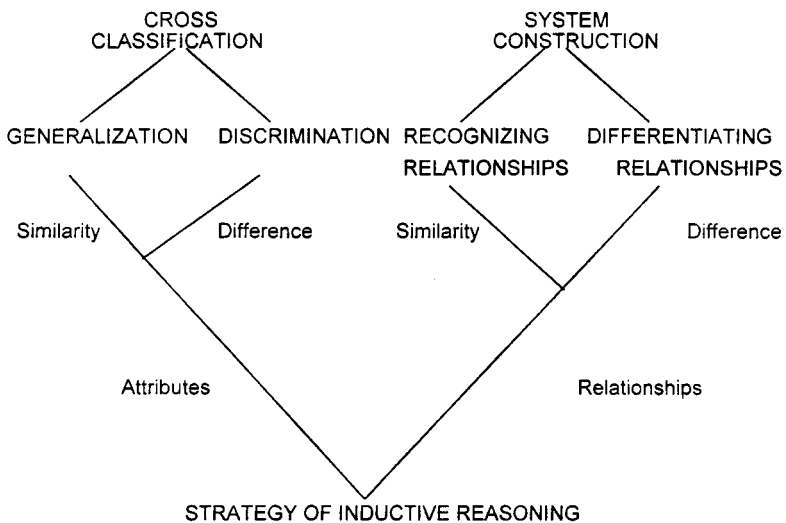 CROSS
CLASSIFICATION
SYSTEM
CONSTRUCTION
GENERALIZATION
DISCRIMINATION
RECOGNIZING
RELATIONSHIPS
DIFFERENTIATING
RELATIONSHIPS
Similarity
Difference
Similarity
Difference
Attributes
Relationships
STRATEGY OF INDUCTIVE REASONING